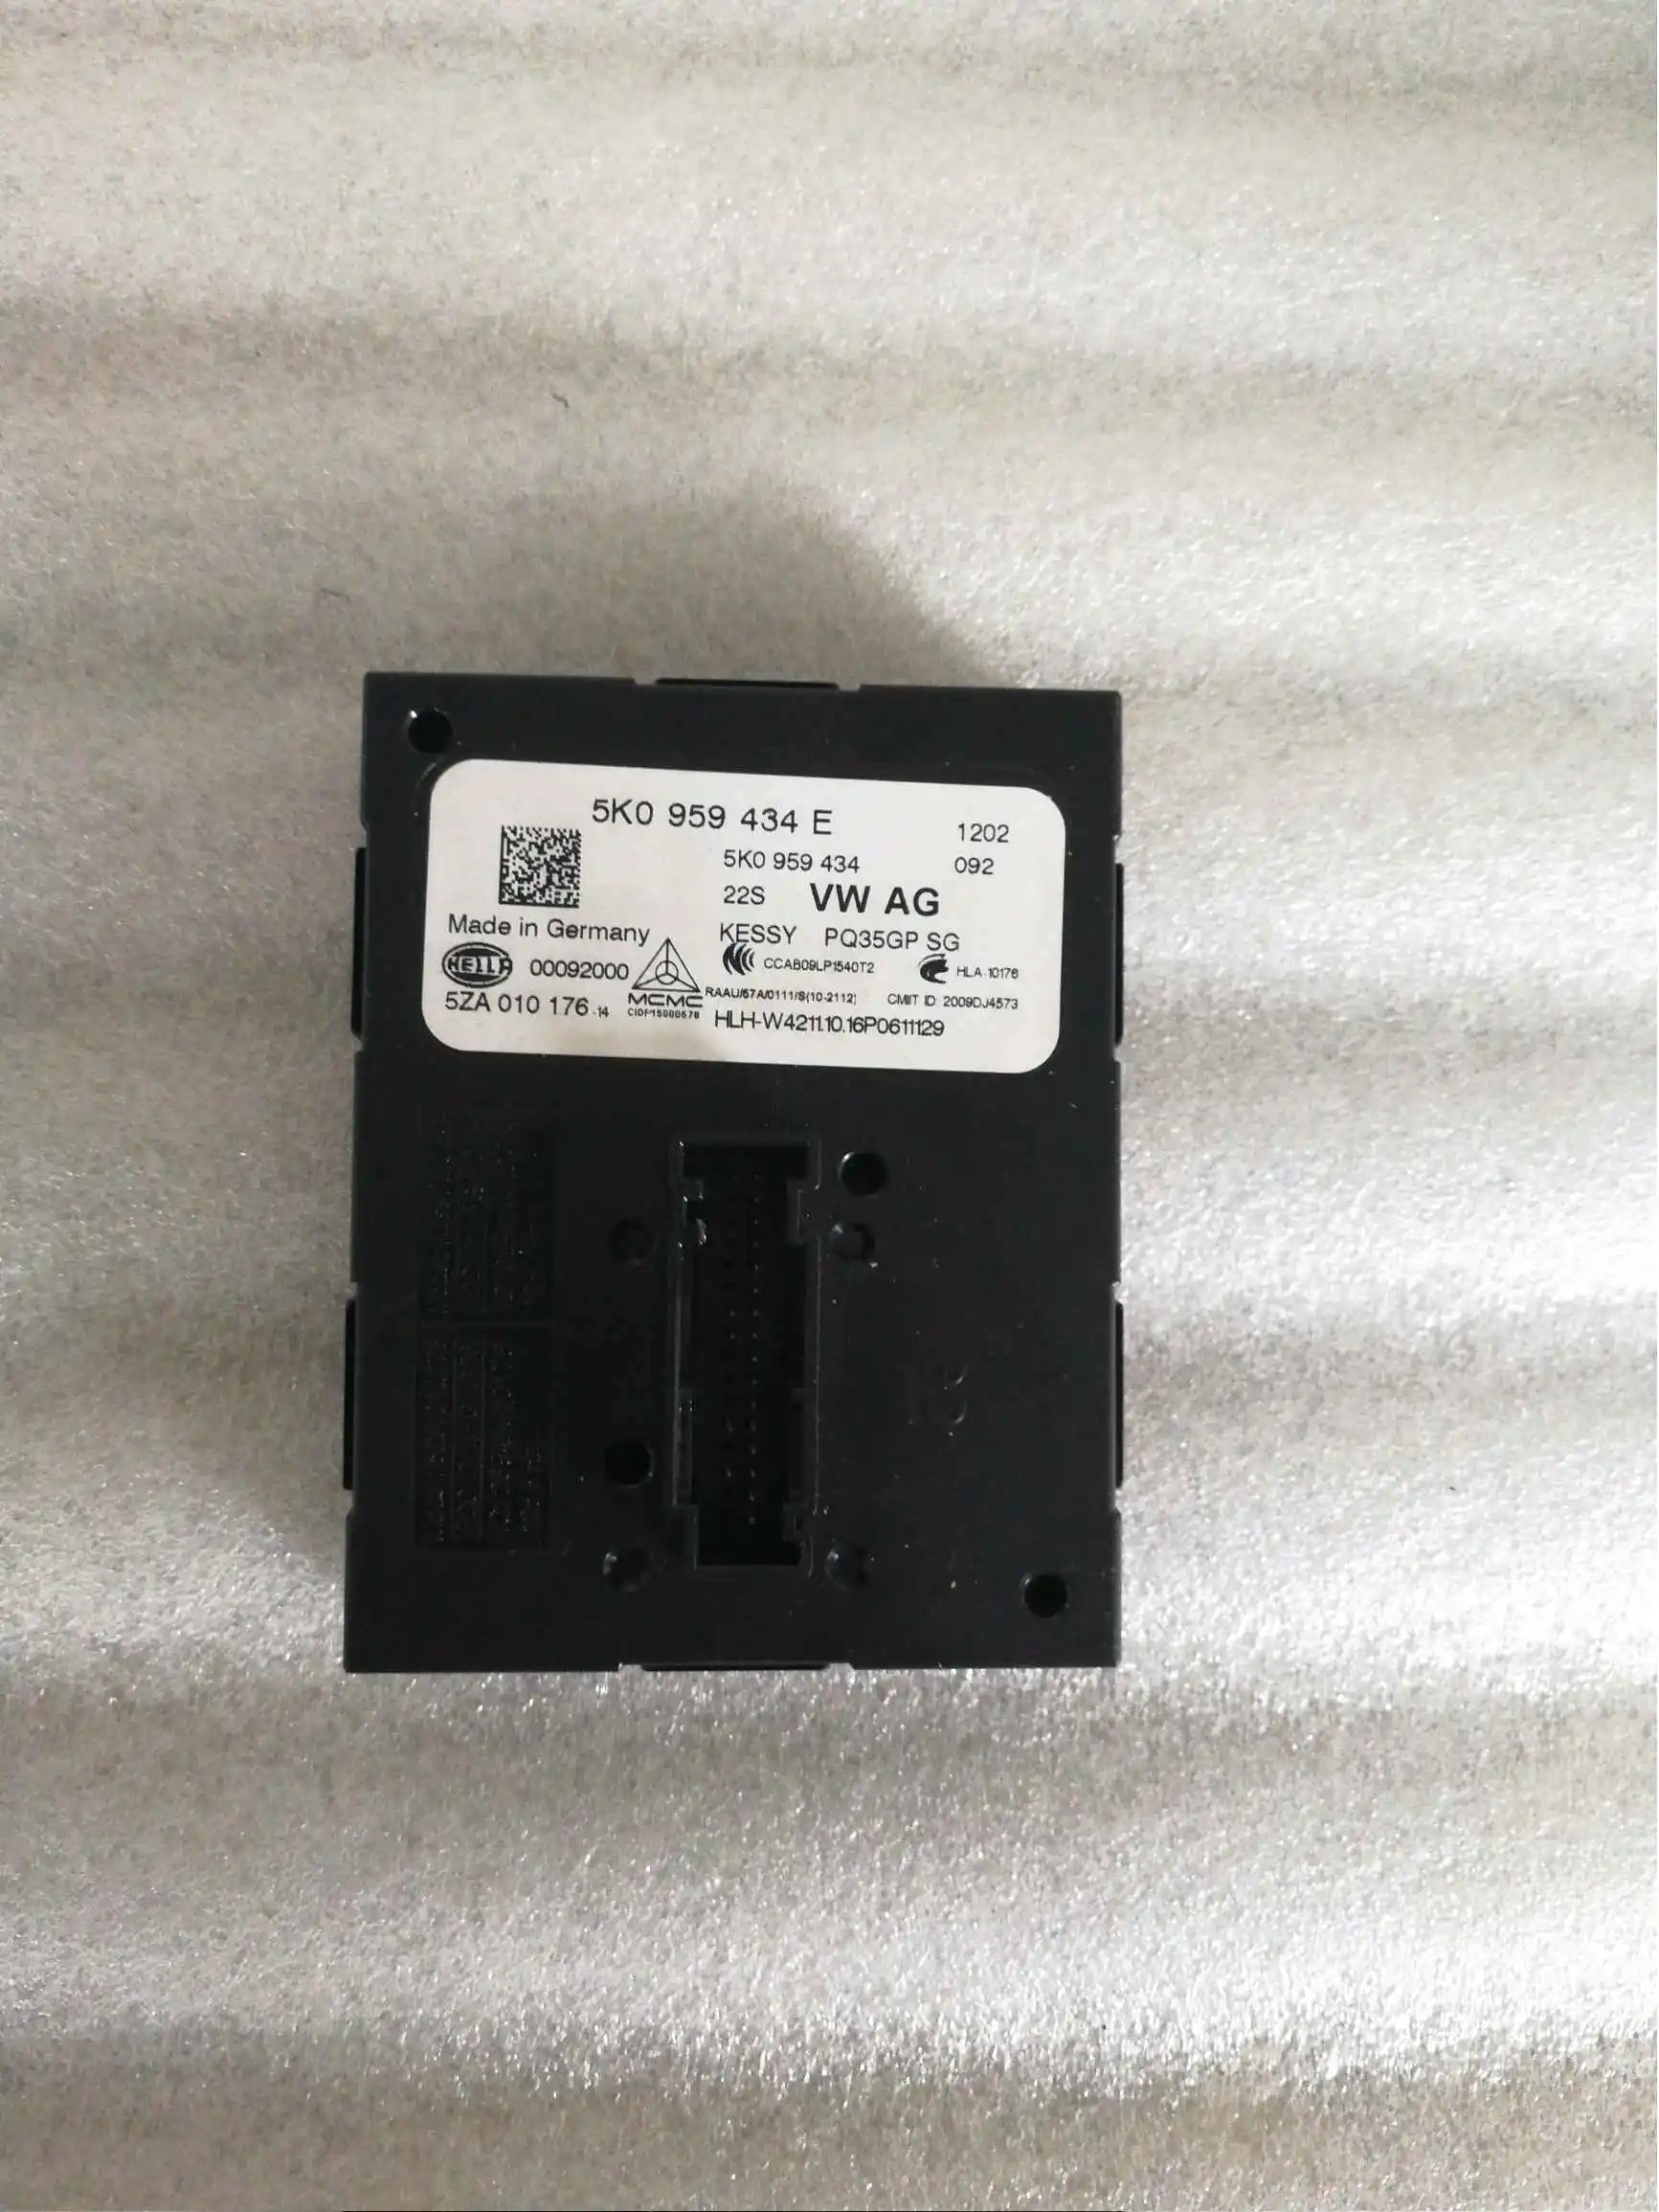 5K0 959 434 E
1202
5K0 959 434
092
22S VW AG
Made in Germany
KESSY PQ35GP SG
HELLA 00092000
CCAB09LP1540T2
HLA 10176
5ZA 010 176 -14
MCMC
CIDF15000578
RAAU/67A/0111/S(10-2112)
CMIIT ID: 2009DJ4573
HLH-W4211.10.16P0611129